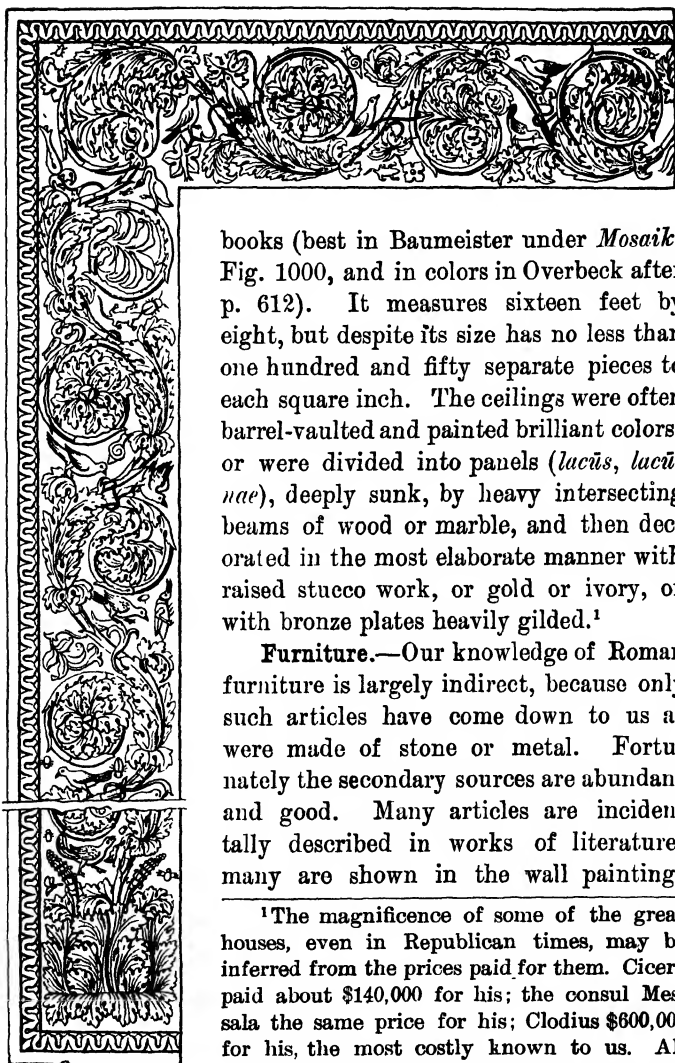 books (best in Baumeister under Mosaik
Fig. 1000, and in colors in Overbeck after
p. 612). It measures sixteen feet by
eight, but despite its size has no less than
one hundred and fifty separate pieces to
each square inch. The ceilings were often
barrel-vaulted and painted brilliant colors
or were divided into panels (lacūs, lacū
nae), deeply sunk, by heavy intersecting
beams of wood or marble, and then dec
orated in the most elaborate manner with
raised stucco work, or gold or ivory, or
with bronze plates heavily gilded.¹
Furniture.—Our knowledge of Roman
furniture is largely indirect, because only
such articles have come down to us a
were made of stone or metal. Fortu
nately the secondary sources are abundan
and good. Many articles are inciden
tally described in works of literature
many are shown in the wall painting
¹The magnificence of some of the grea
houses, even in Republican times, may b
inferred from the prices paid for them. Cicer
paid about $140,000 for his; the consul Mes
sala the same price for his; Clodius $600,00
for his, the most costly known to us. Al